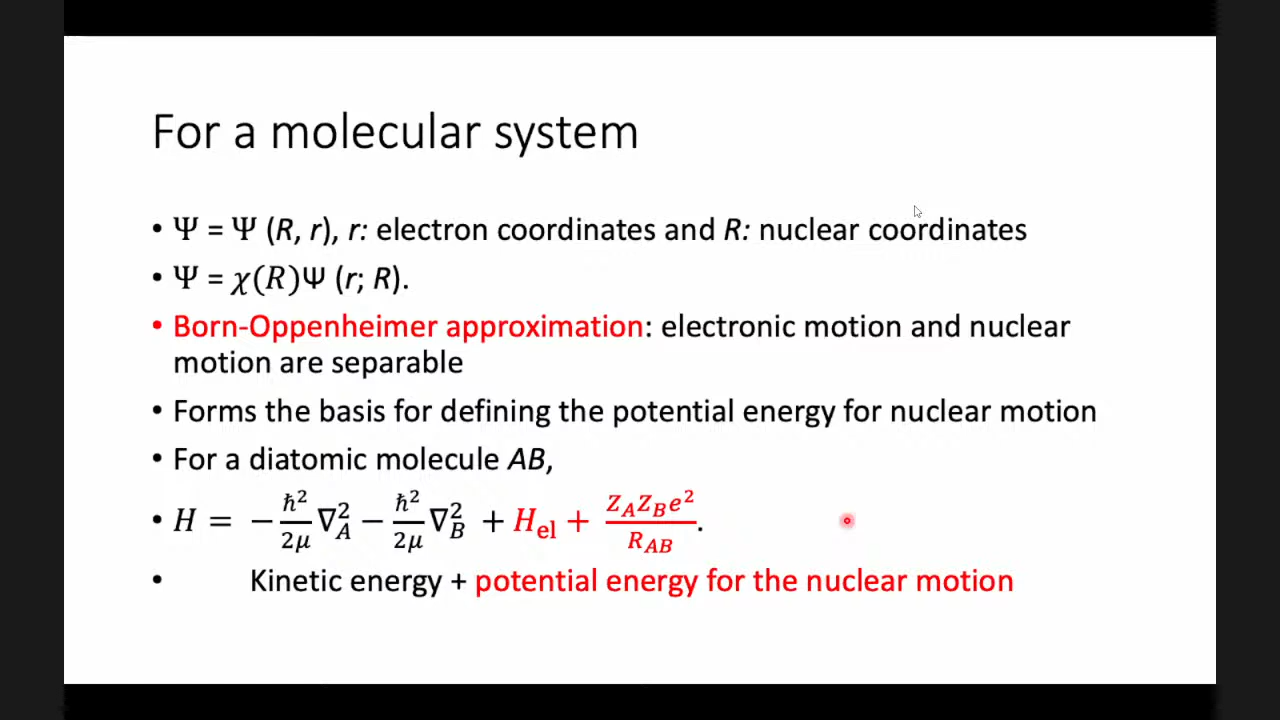 For a molecular system
• Ψ = Ψ (R, r), r: electron coordinates and R: nuclear coordinates
• Ψ = χ(R)Ψ (r; R).
• Born-Oppenheimer approximation: electronic motion and nuclear
motion are separable
• Forms the basis for defining the potential energy for nuclear motion
• For a diatomic molecule AB,
• H = −ħ²/2μ ∇²_A − ħ²/2μ ∇²_B + H_el + Z_A Z_B e²/R_AB.
• Kinetic energy + potential energy for the nuclear motion